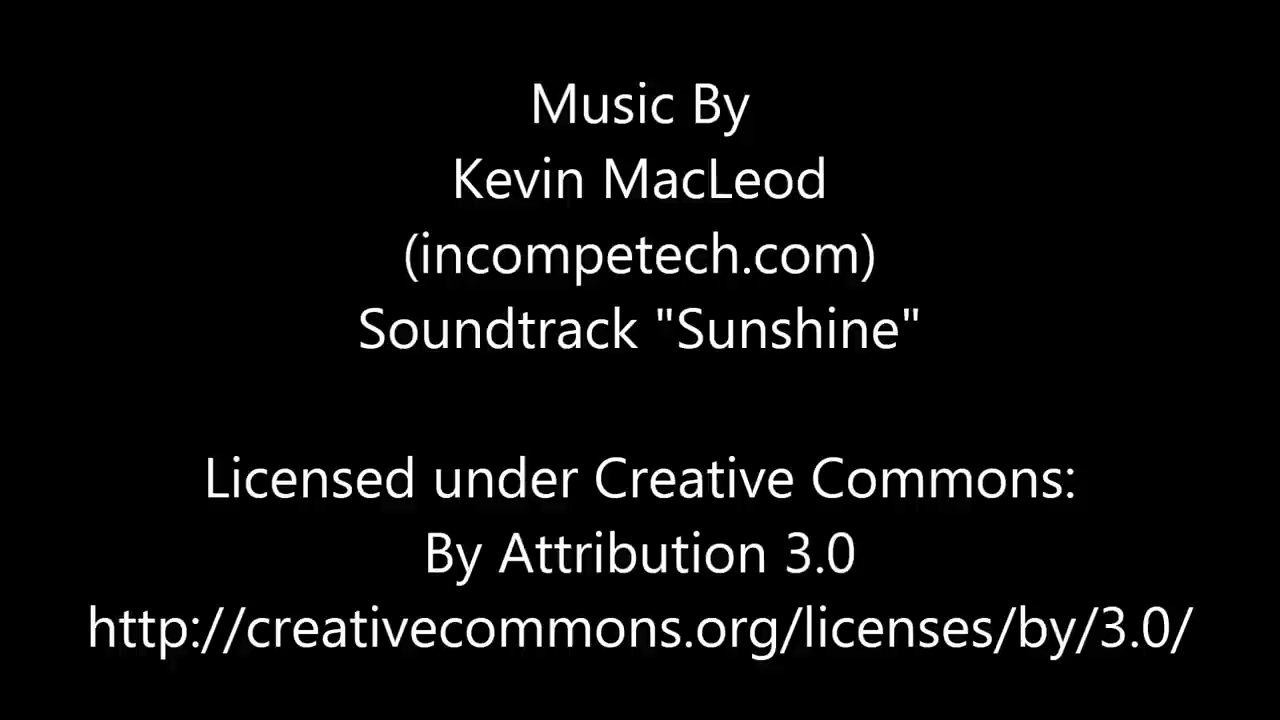 Music By
Kevin MacLeod
(incompetech.com)
Soundtrack "Sunshine"
Licensed under Creative Commons:
By Attribution 3.0
http://creativecommons.org/licenses/by/3.0/